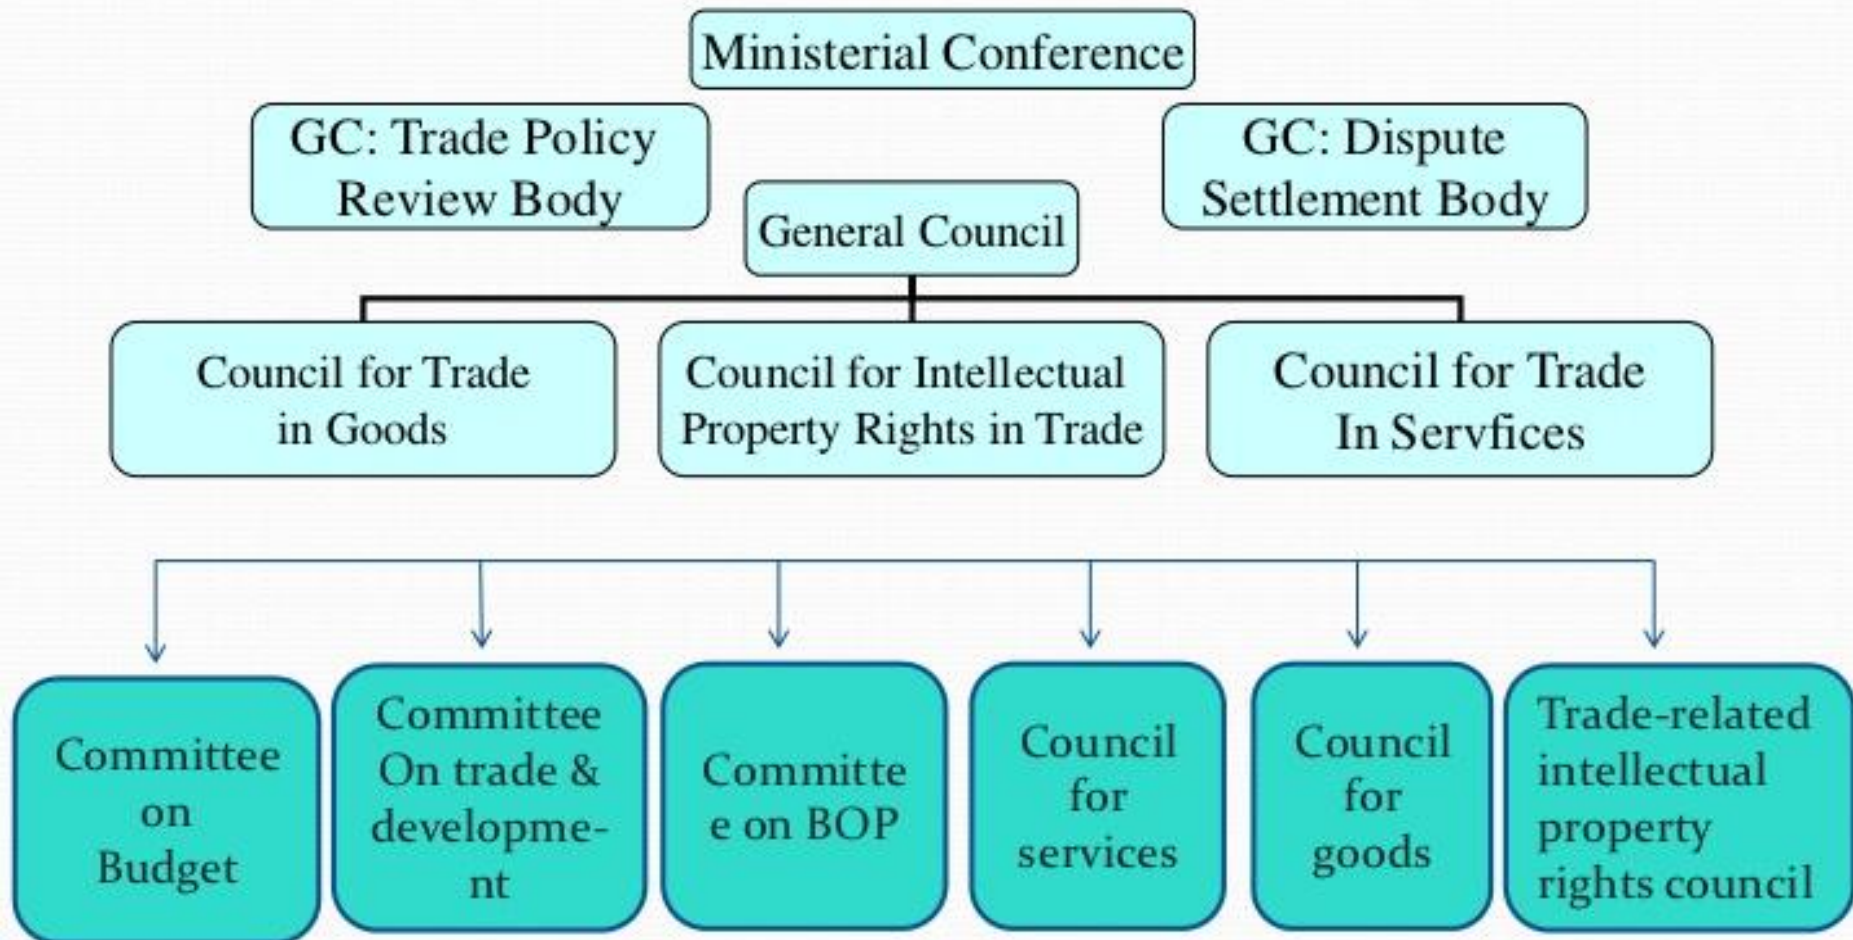 Ministerial Conference
GC: Trade Policy
Review Body
GC: Dispute
Settlement Body
General Council
Council for Trade
in Goods
Council for Intellectual
Property Rights in Trade
Council for Trade
In Servfices
Committee
on
Budget
Committee
On trade &
developme-
nt
Committe
e on BOP
Council
for
services
Council
for
goods
Trade-related
intellectual
property
rights council